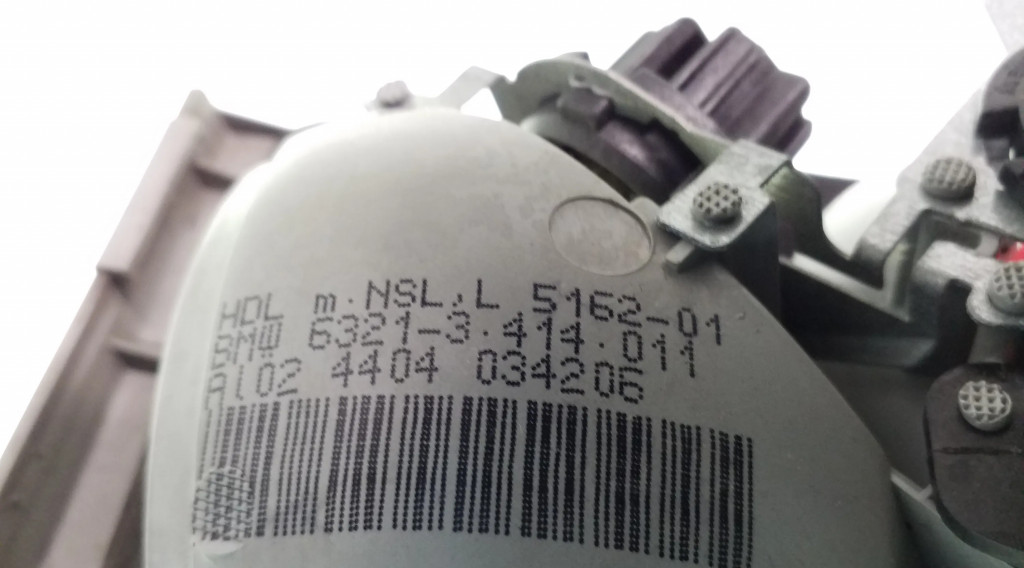 HDL m.NSL.L 5162-01
BMW 6321-3.414.011
AL02 4404 034206